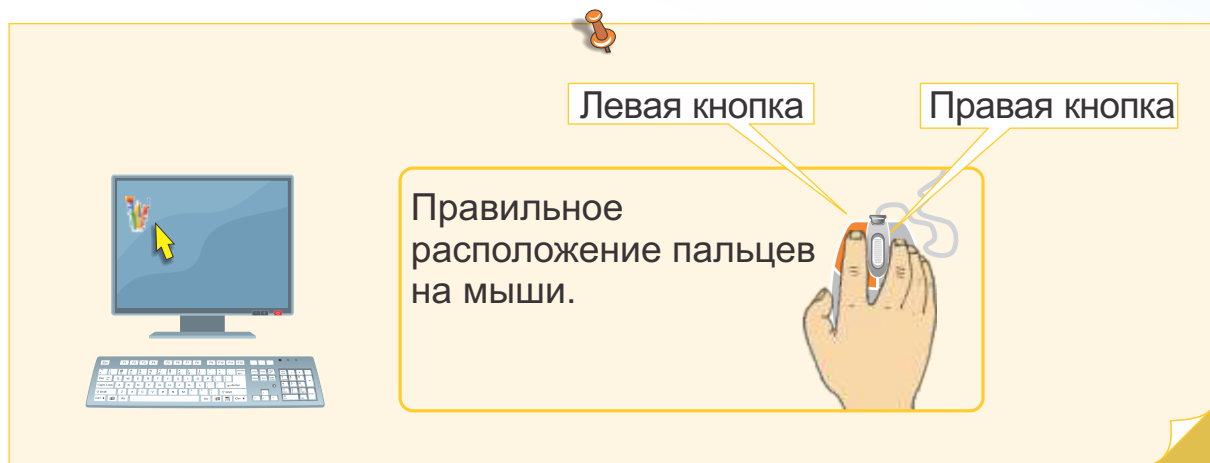 Левая кнопка
Правая кнопка
Правильное
расположение пальцев
на мыши.